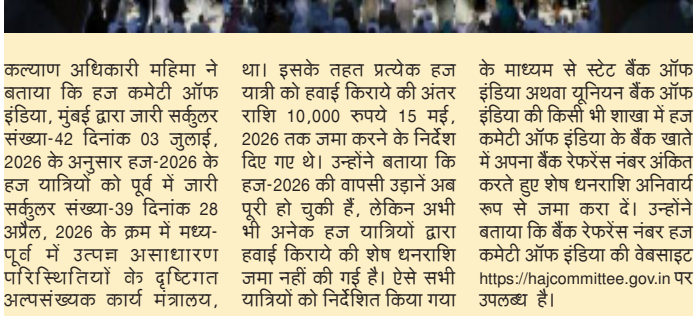 कल्याण अधिकारी महिमा ने
बताया कि हज कमेटी ऑफ
इंडिया, मुंबई द्वारा जारी सर्कुलर
संख्या-42 दिनांक 03 जुलाई,
2026 के अनुसार हज-2026 के
हज यात्रियों को पूर्व में जारी
सर्कुलर संख्या-39 दिनांक 28
अप्रैल, 2026 के क्रम में मध्य-
पूर्व में उत्पन्न असाधारण
परिस्थितियों के दृष्टिगत
अल्पसंख्यक कार्य मंत्रालय,
था। इसके तहत प्रत्येक हज
यात्री को हवाई किराये की अंतर
राशि 10,000 रुपये 15 मई,
2026 तक जमा करने के निर्देश
दिए गए थे। उन्होंने बताया कि
हज-2026 की वापसी उड़ानें अब
पूरी हो चुकी हैं, लेकिन अभी
भी अनेक हज यात्रियों द्वारा
हवाई किराये की शेष धनराशि
जमा नहीं की गई है। ऐसे सभी
यात्रियों को निर्देशित किया गया
के माध्यम से स्टेट बैंक ऑफ
इंडिया अथवा यूनियन बैंक ऑफ
इंडिया की किसी भी शाखा में हज
कमेटी ऑफ इंडिया के बैंक खाते
में अपना बैंक रेफरेंस नंबर अंकित
करते हुए शेष धनराशि अनिवार्य
रूप से जमा करा दें। उन्होंने
बताया कि बैंक रेफरेंस नंबर हज
कमेटी ऑफ इंडिया की वेबसाइट
https://hajcommittee.gov.in पर
उपलब्ध है।